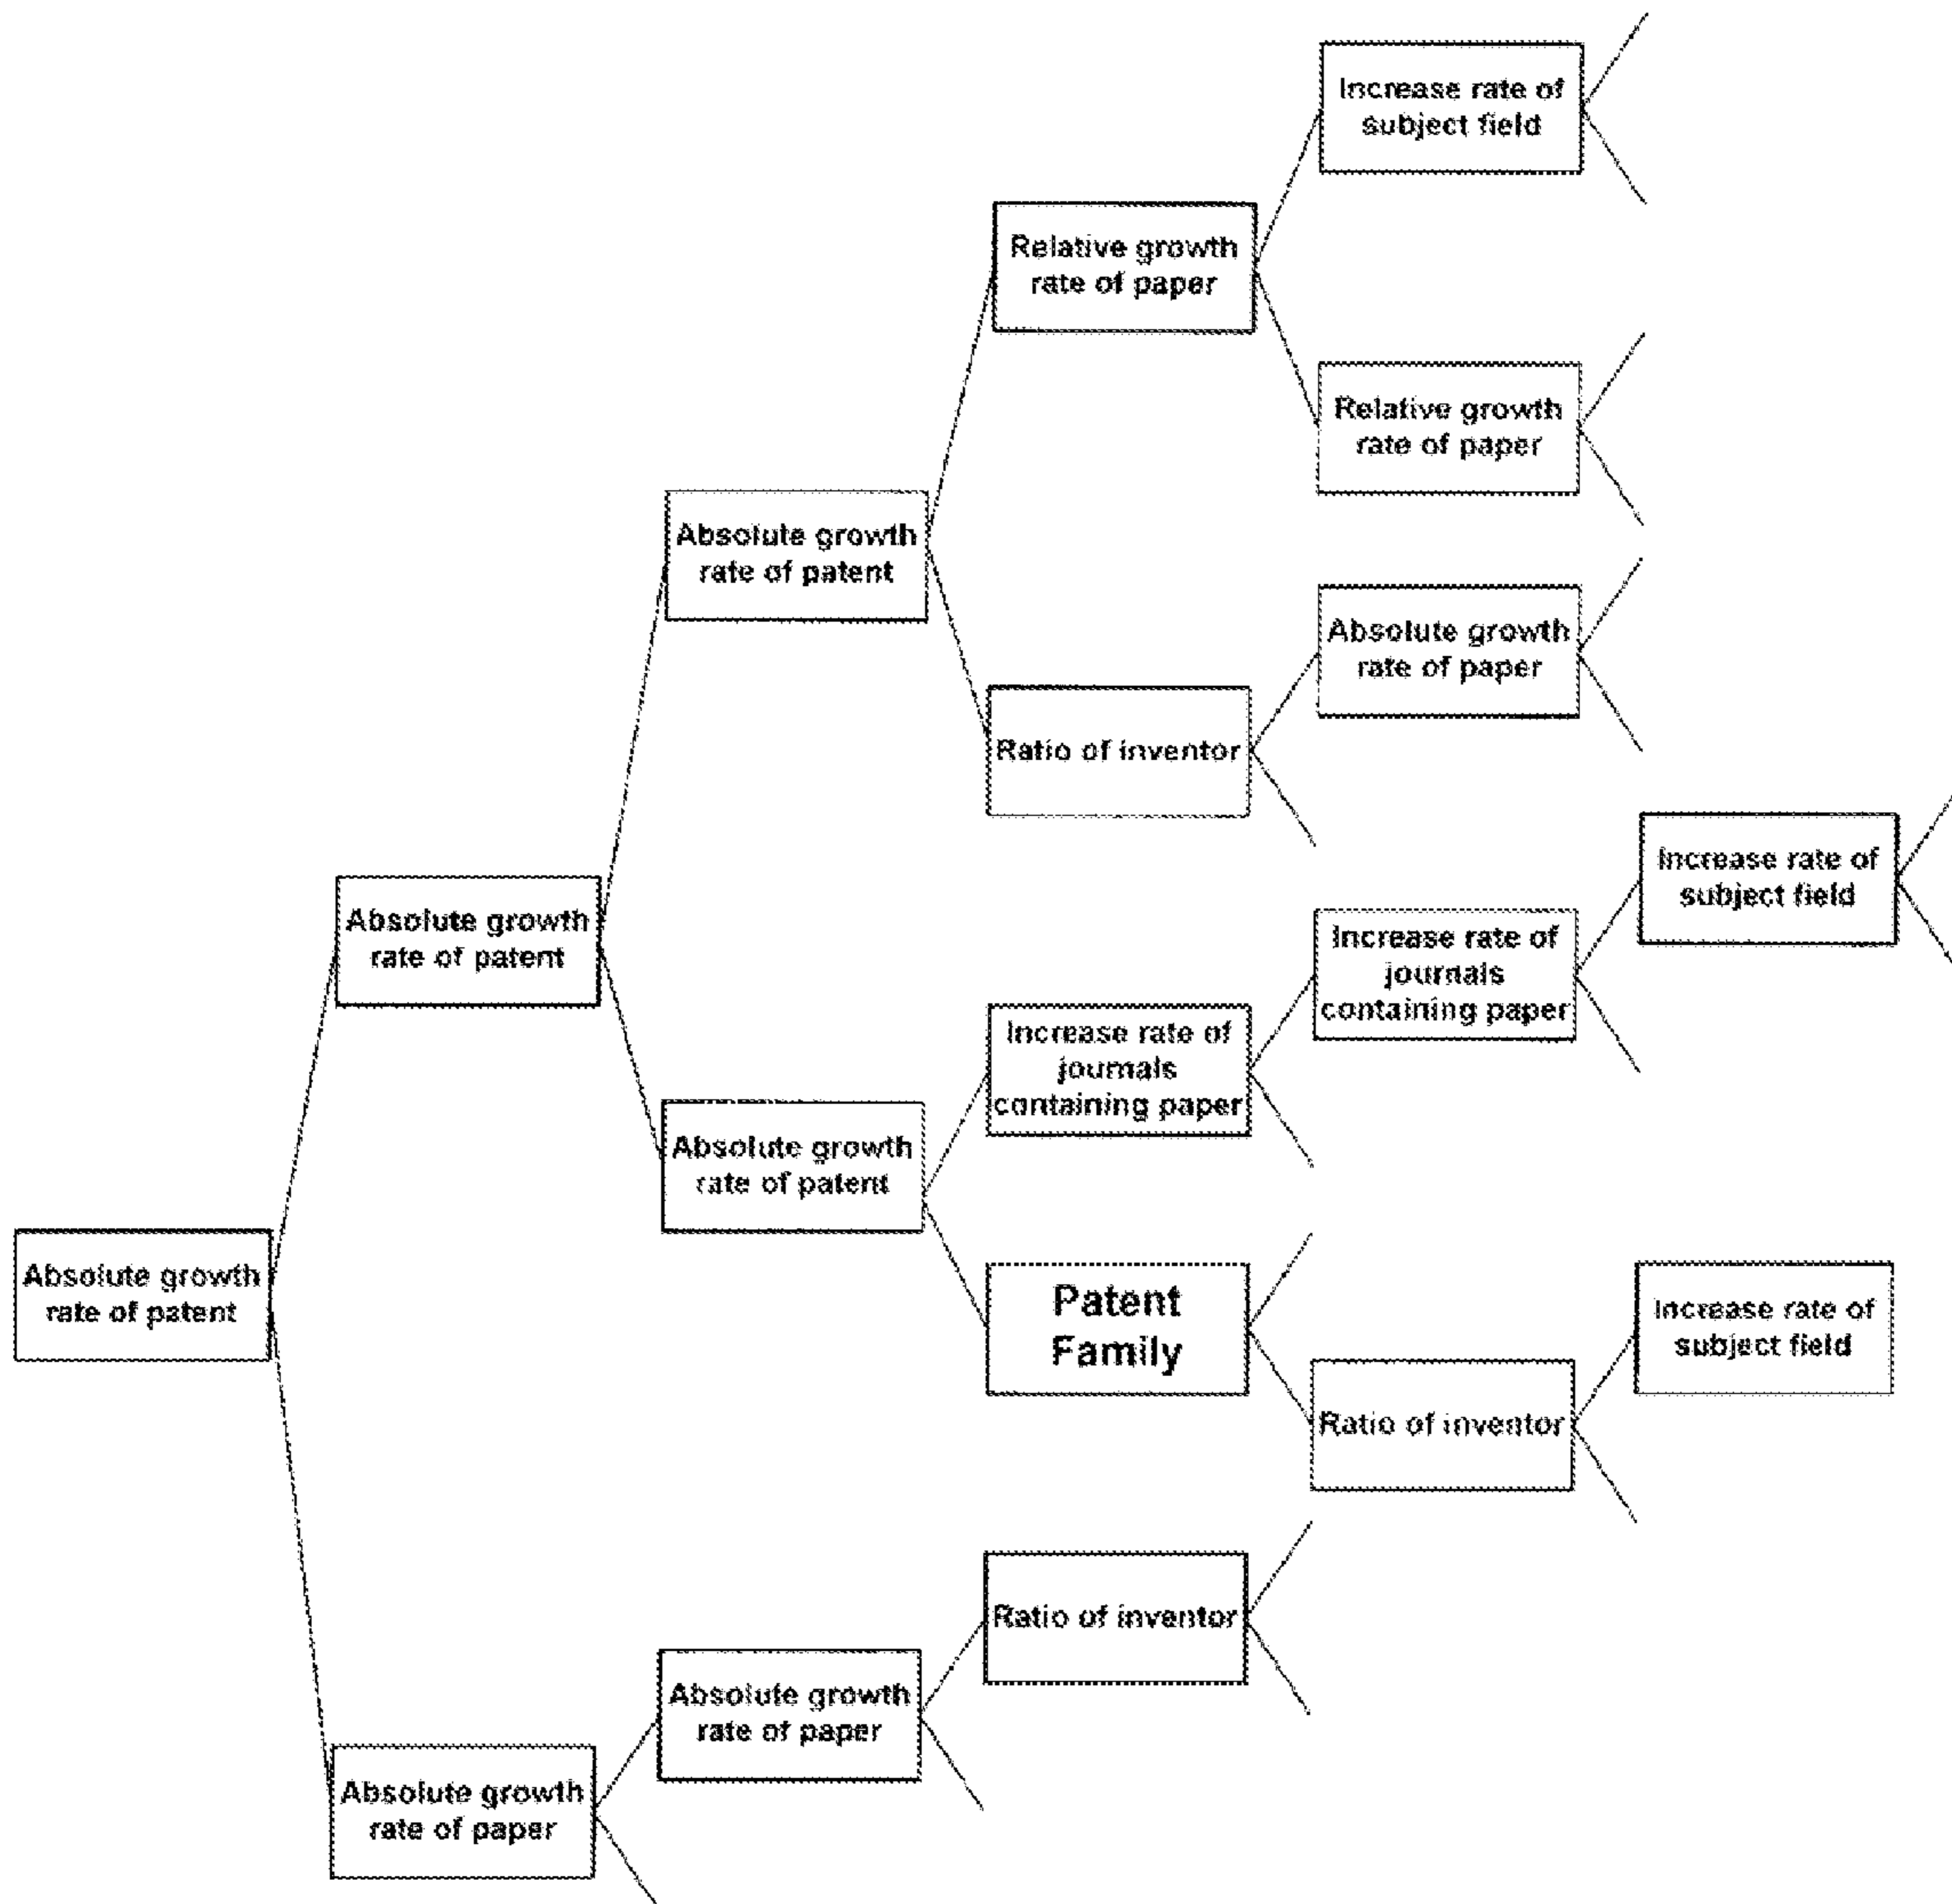 Increase rate of
subject field
Relative growth
rate of paper
Relative growth
rate of paper
Absolute growth
rate of patent
Absolute growth
rate of paper
Ratio of inventor
Increase rate of
subject field
Absolute growth
rate of patent
Increase rate of
journals
containing paper
Increase rate of
journals
containing paper
Absolute growth
rate of patent
Absolute growth
rate of patent
Patent
Family
Increase rate of
subject field
Ratio of inventor
Ratio of inventor
Absolute growth
rate of paper
Absolute growth
rate of paper